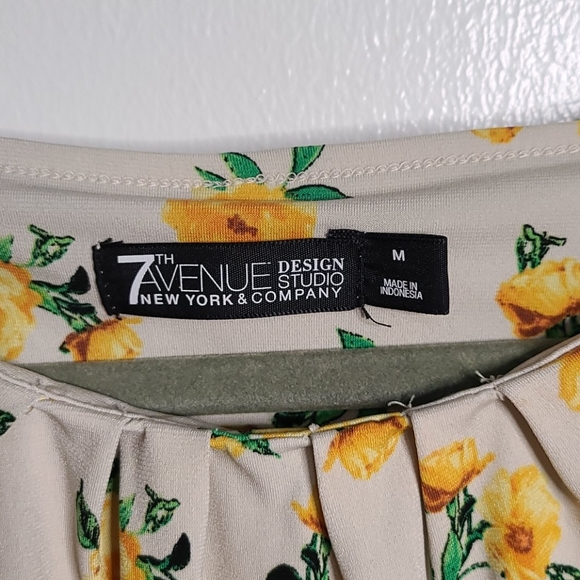 7TH AVENUE DESIGN STUDIO
NEW YORK & COMPANY
M
MADE IN
INDONESIA